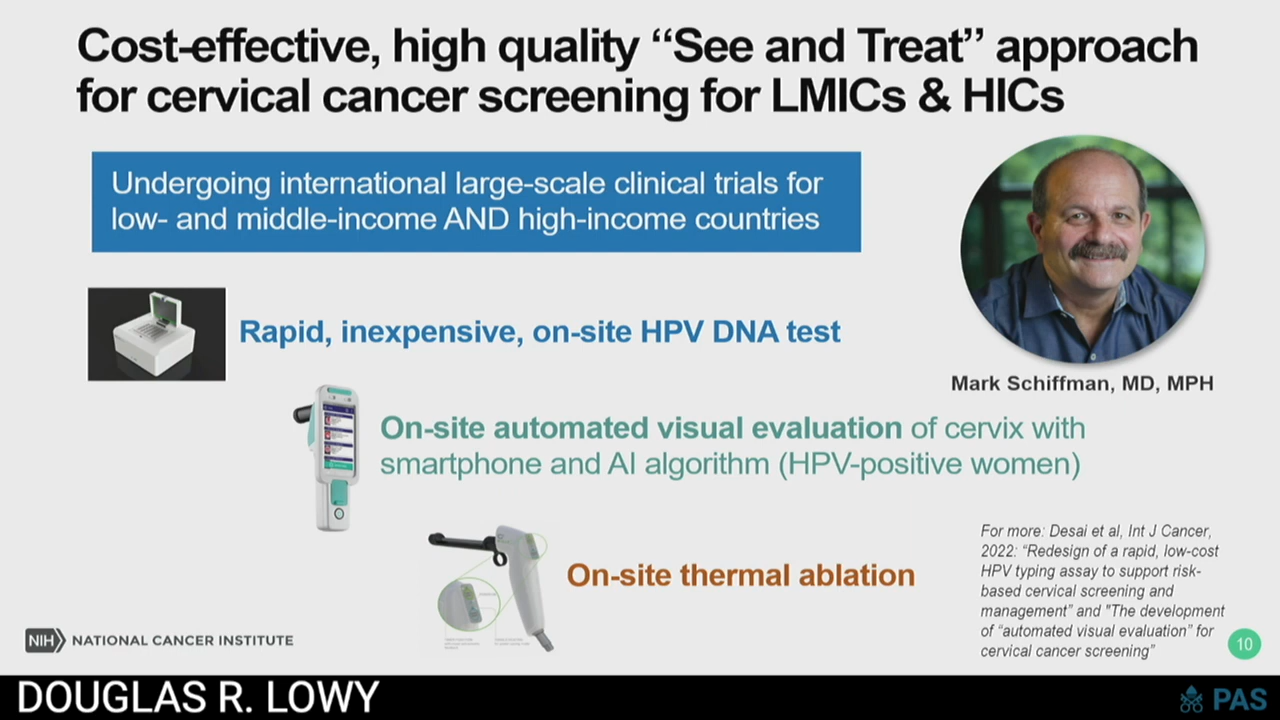 Cost-effective, high quality “See and Treat” approach
for cervical cancer screening for LMICs & HICs
Undergoing international large-scale clinical trials for
low- and middle-income AND high-income countries
Rapid, inexpensive, on-site HPV DNA test
Mark Schiffman, MD, MPH
On-site automated visual evaluation of cervix with
smartphone and AI algorithm (HPV-positive women)
On-site thermal ablation
For more: Desai et al, Int J Cancer,
2022: “Redesign of a rapid, low-cost
HPV typing assay to support risk-
based cervical screening and
management” and "The development
of “automated visual evaluation” for
cervical cancer screening”
NIH NATIONAL CANCER INSTITUTE
10
DOUGLAS R. LOWY
PAS